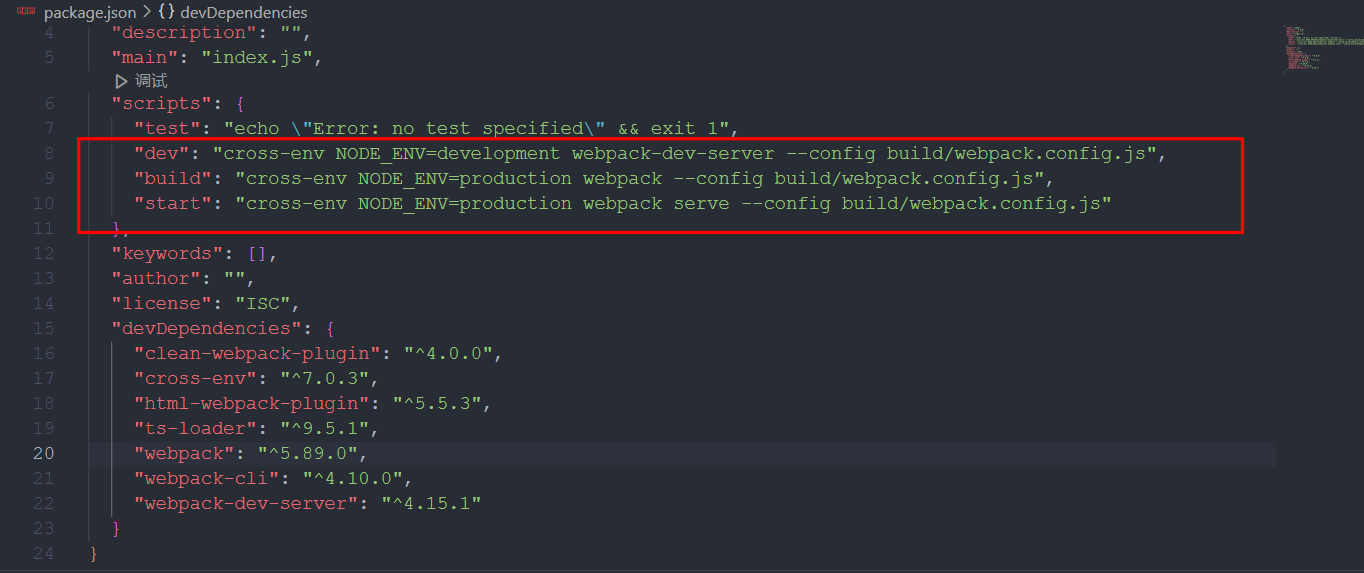 package.json > {} devDependencies
4 "description": "",
5 "main": "index.js",
▷ 调试
6 "scripts": {
7 "test": "echo \"Error: no test specified\" && exit 1",
8 "dev": "cross-env NODE_ENV=development webpack-dev-server --config build/webpack.config.js",
9 "build": "cross-env NODE_ENV=production webpack --config build/webpack.config.js",
10 "start": "cross-env NODE_ENV=production webpack serve --config build/webpack.config.js"
11 },
12 "keywords": [],
13 "author": "",
14 "license": "ISC",
15 "devDependencies": {
16 "clean-webpack-plugin": "^4.0.0",
17 "cross-env": "^7.0.3",
18 "html-webpack-plugin": "^5.5.3",
19 "ts-loader": "^9.5.1",
20 "webpack": "^5.89.0",
21 "webpack-cli": "^4.10.0",
22 "webpack-dev-server": "^4.15.1"
23 }
24 }